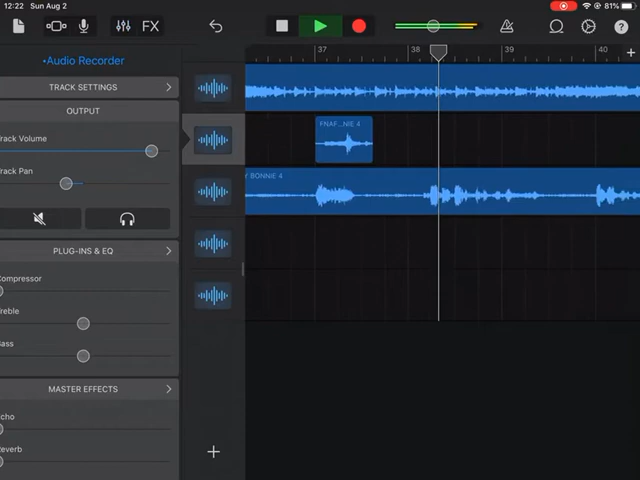 12:22 Sun Aug 2
81%
FX
?
•Audio Recorder
TRACK SETTINGS
OUTPUT
rack Volume
rack Pan
PLUG-INS & EQ
ompressor
reble
ass
MASTER EFFECTS
cho
everb
37 38 39 40 +
FNAF...NIE 4
Y BONNIE 4
+